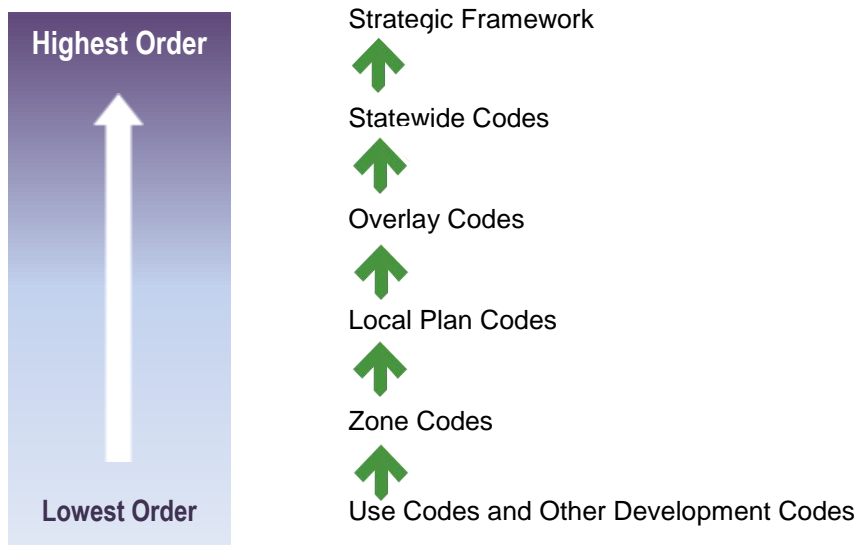 Strategic Framework
Highest Order
Statewide Codes
Overlay Codes
Local Plan Codes
Zone Codes
Lowest Order
Use Codes and Other Development Codes